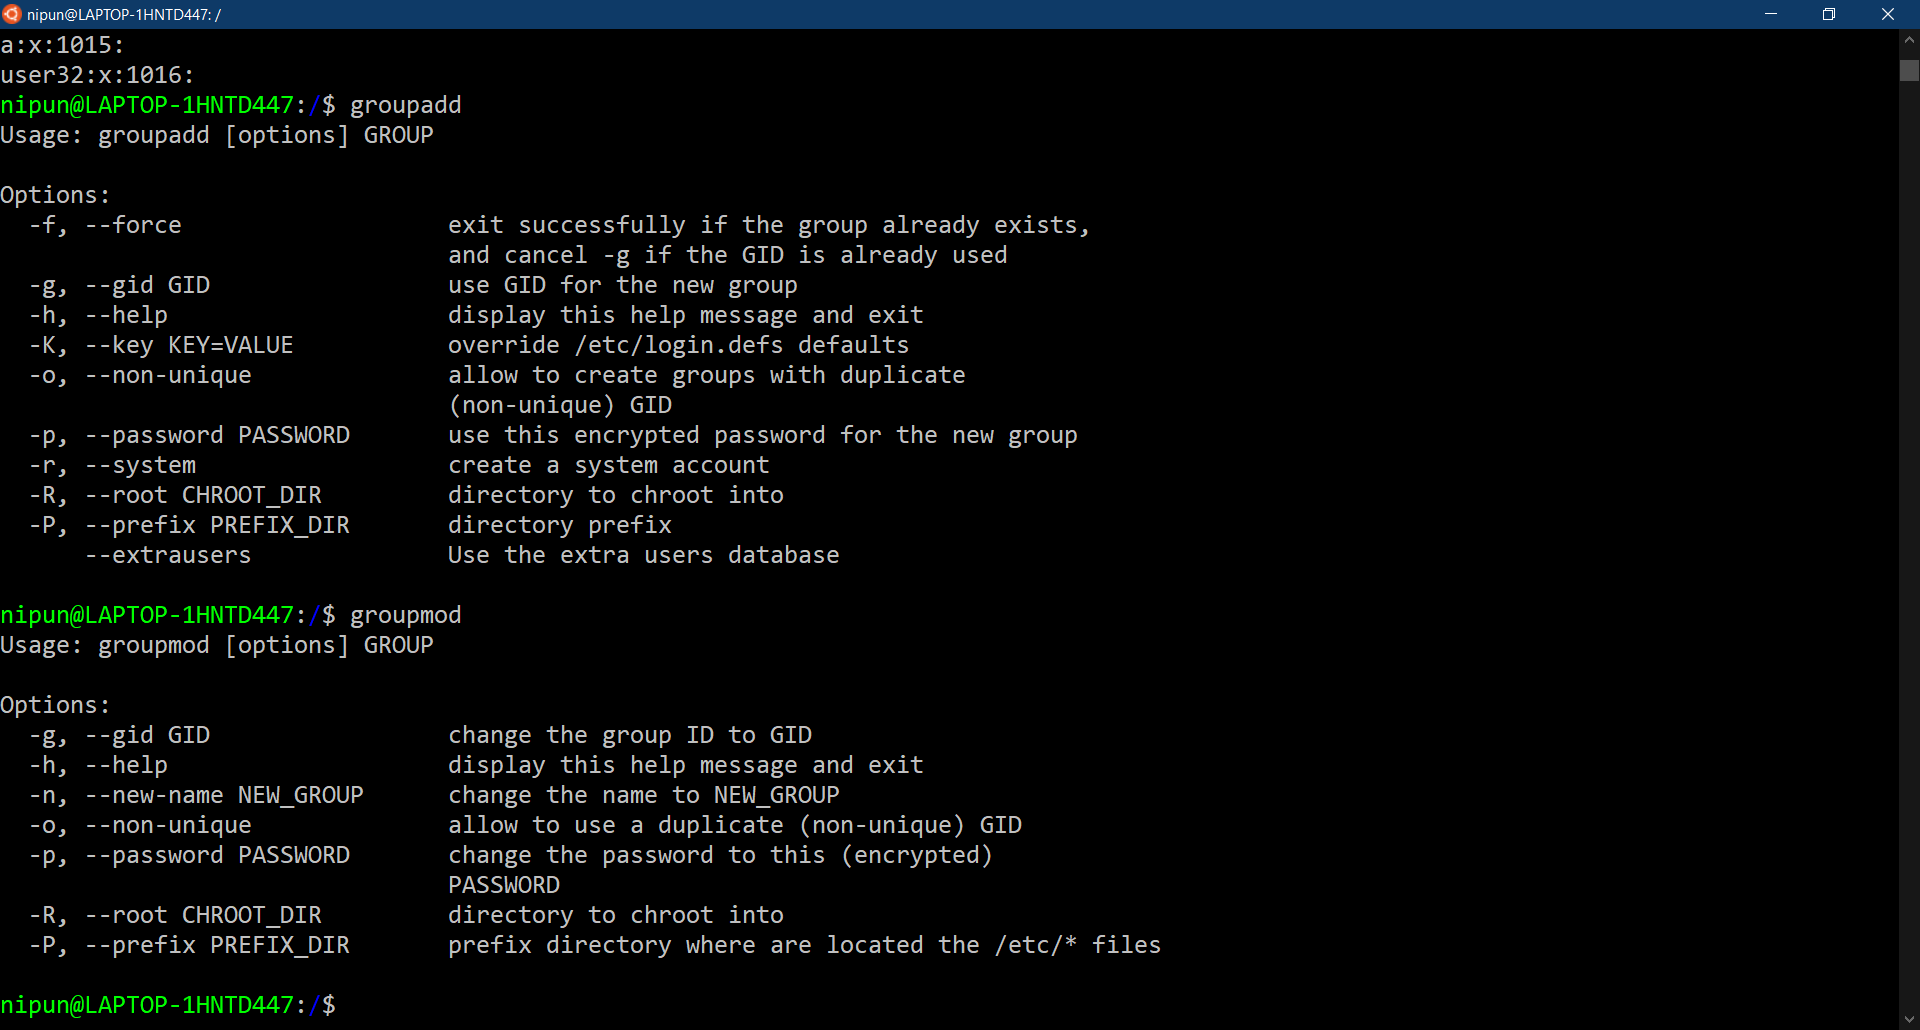 nipun@LAPTOP-1HNTD447: /
a:x:1015:
user32:x:1016:
nipun@LAPTOP-1HNTD447:/$ groupadd
Usage: groupadd [options] GROUP

Options:
  -f, --force                   exit successfully if the group already exists,
                                and cancel -g if the GID is already used
  -g, --gid GID                 use GID for the new group
  -h, --help                    display this help message and exit
  -K, --key KEY=VALUE           override /etc/login.defs defaults
  -o, --non-unique              allow to create groups with duplicate
                                (non-unique) GID
  -p, --password PASSWORD       use this encrypted password for the new group
  -r, --system                  create a system account
  -R, --root CHROOT_DIR         directory to chroot into
  -P, --prefix PREFIX_DIR       directory prefix
      --extrausers              Use the extra users database

nipun@LAPTOP-1HNTD447:/$ groupmod
Usage: groupmod [options] GROUP

Options:
  -g, --gid GID                 change the group ID to GID
  -h, --help                    display this help message and exit
  -n, --new-name NEW_GROUP      change the name to NEW_GROUP
  -o, --non-unique              allow to use a duplicate (non-unique) GID
  -p, --password PASSWORD       change the password to this (encrypted)
                                PASSWORD
  -R, --root CHROOT_DIR         directory to chroot into
  -P, --prefix PREFIX_DIR       prefix directory where are located the /etc/* files

nipun@LAPTOP-1HNTD447:/$